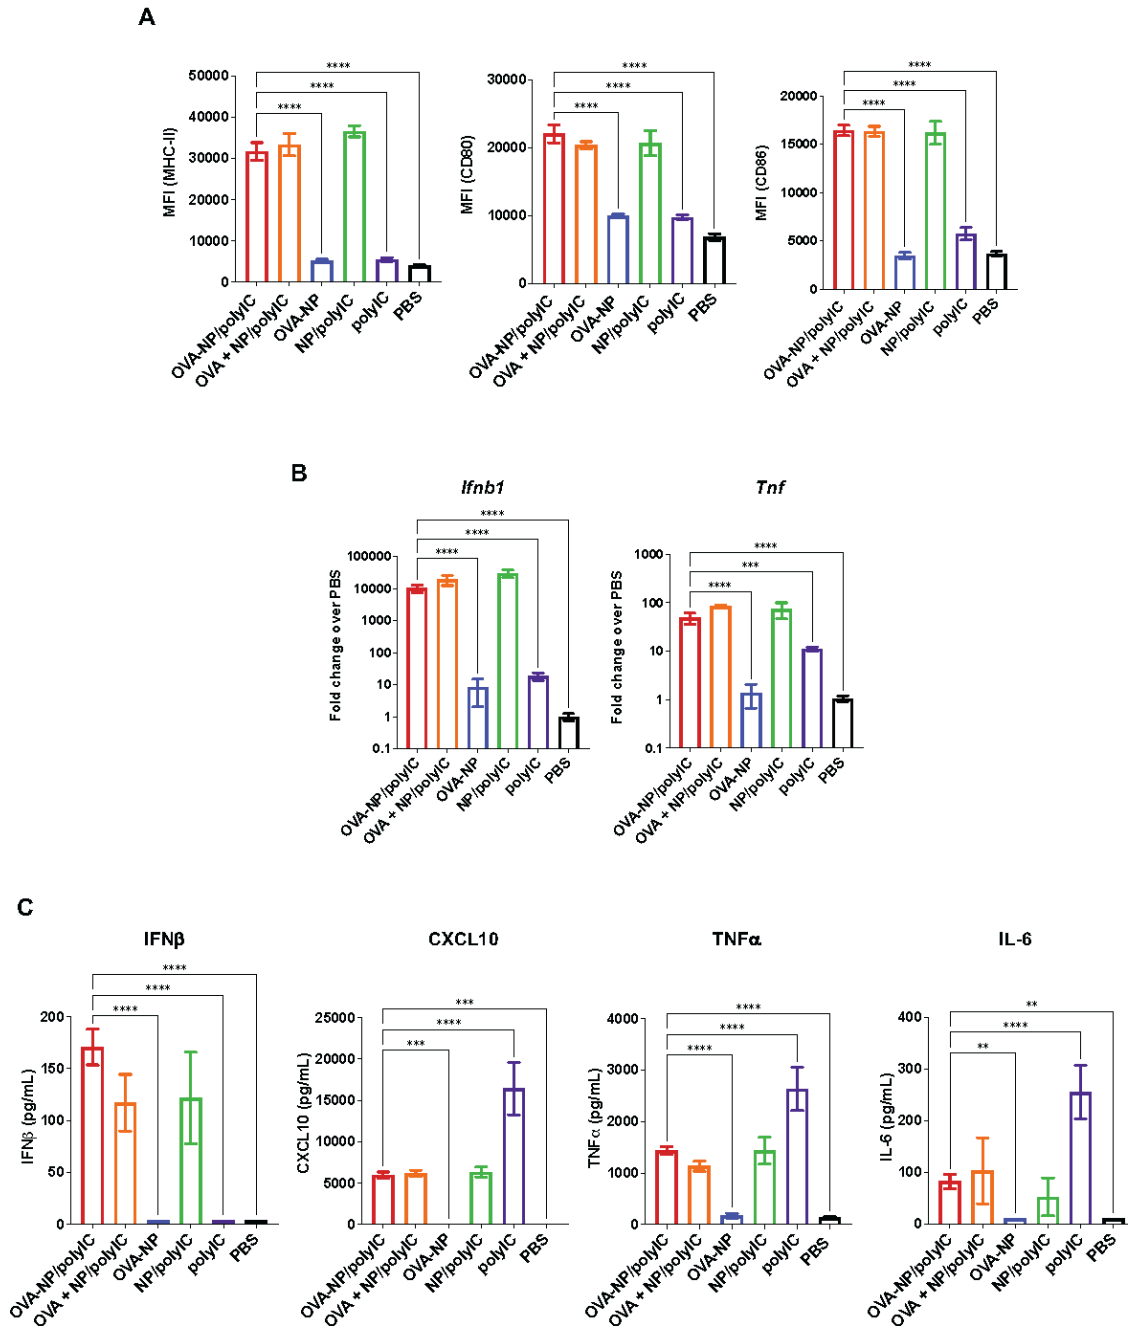 A
MFI (MHC-II)
50000
40000
30000
20000
10000
0
****
****
****
OVA-NP/polyIC
OVA + NP/polyIC
OVA-NP
NP/polyIC
polyIC
PBS
MFI (CD80)
30000
20000
10000
0
****
****
****
OVA-NP/polyIC
OVA + NP/polyIC
OVA-NP
NP/polyIC
polyIC
PBS
MFI (CD86)
20000
15000
10000
5000
0
****
****
****
OVA-NP/polyIC
OVA + NP/polyIC
OVA-NP
NP/polyIC
polyIC
PBS
B
Ifnb1
Fold change over PBS
100000
10000
1000
100
10
1
0.1
****
****
****
OVA-NP/polyIC
OVA + NP/polyIC
OVA-NP
NP/polyIC
polyIC
PBS
Tnf
Fold change over PBS
1000
100
10
1
0.1
****
***
****
OVA-NP/polyIC
OVA + NP/polyIC
OVA-NP
NP/polyIC
polyIC
PBS
C
IFNβ
IFNβ (pg/mL)
200
150
100
50
0
****
****
****
OVA-NP/polyIC
OVA + NP/polyIC
OVA-NP
NP/polyIC
polyIC
PBS
CXCL10
CXCL10 (pg/mL)
25000
20000
15000
10000
5000
0
***
****
***
OVA-NP/polyIC
OVA + NP/polyIC
OVA-NP
NP/polyIC
polyIC
PBS
TNFα
TNFα (pg/mL)
4000
3000
2000
1000
0
****
****
****
OVA-NP/polyIC
OVA + NP/polyIC
OVA-NP
NP/polyIC
polyIC
PBS
IL-6
IL-6 (pg/mL)
400
300
200
100
0
**
****
**
OVA-NP/polyIC
OVA + NP/polyIC
OVA-NP
NP/polyIC
polyIC
PBS